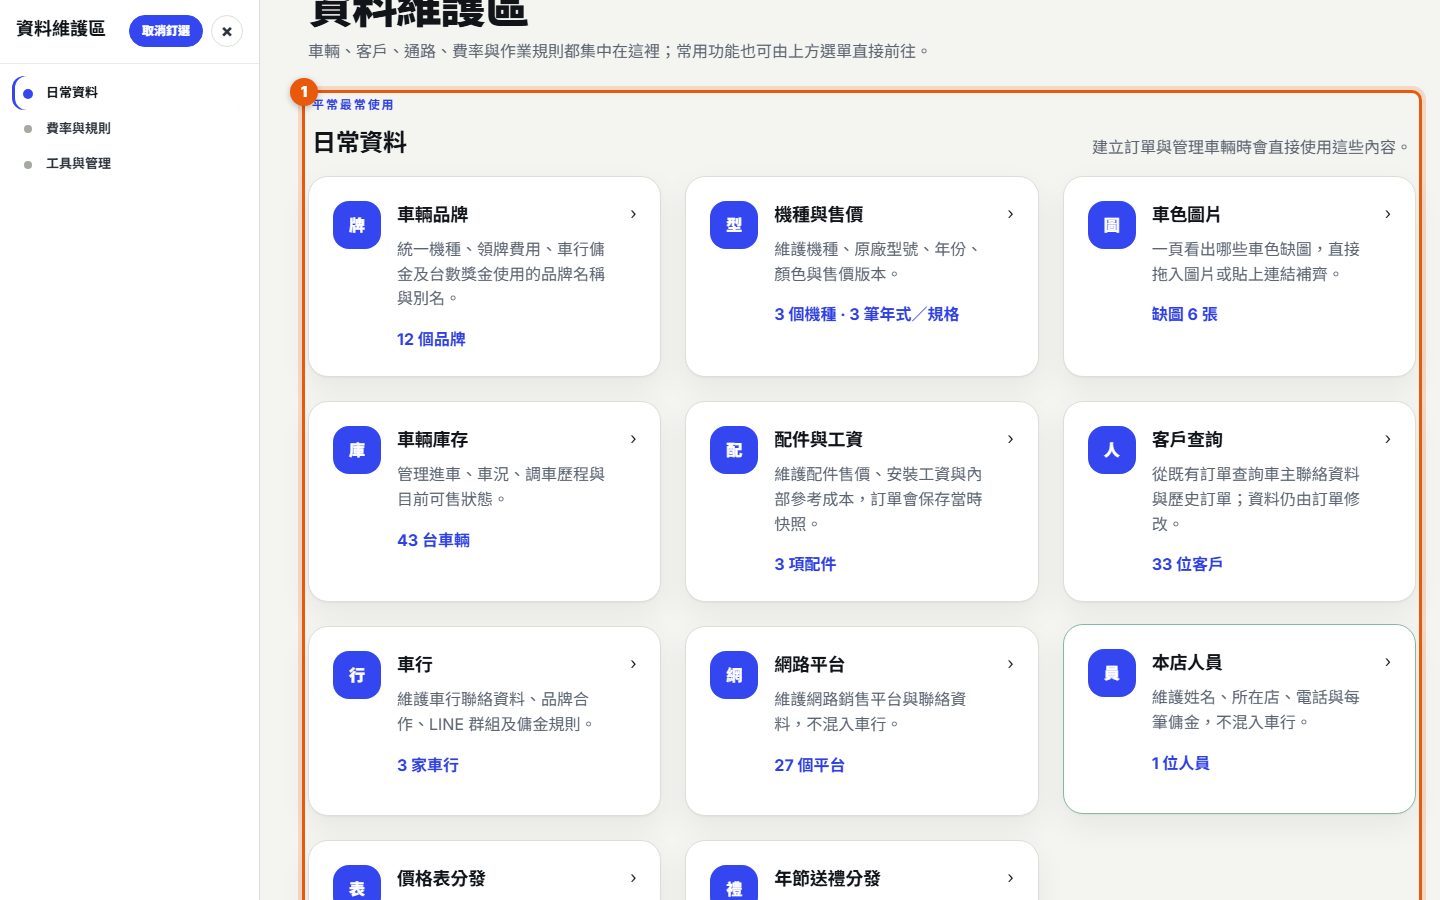 資料維護區
取消釘選
×
日常資料
費率與規則
工具與管理
資料維護區
車輛、客戶、通路、費率與作業規則都集中在這裡；常用功能也可由上方選單直接前往。
1
平常最常使用
日常資料
建立訂單與管理車輛時會直接使用這些內容。
牌
車輛品牌
›
統一機種、領牌費用、車行傭
金及台數獎金使用的品牌名稱
與別名。
12 個品牌
型
機種與售價
›
維護機種、原廠型號、年份、
顏色與售價版本。
3 個機種 · 3 筆年式／規格
圖
車色圖片
›
一頁看出哪些車色缺圖，直接
拖入圖片或貼上連結補齊。
缺圖 6 張
庫
車輛庫存
›
管理進車、車況、調車歷程與
目前可售狀態。
43 台車輛
配
配件與工資
›
維護配件售價、安裝工資與內
部參考成本，訂單會保存當時
快照。
3 項配件
人
客戶查詢
›
從既有訂單查詢車主聯絡資料
與歷史訂單；資料仍由訂單修
改。
33 位客戶
行
車行
›
維護車行聯絡資料、品牌合
作、LINE 群組及傭金規則。
3 家車行
網
網路平台
›
維護網路銷售平台與聯絡資
料，不混入車行。
27 個平台
員
本店人員
›
維護姓名、所在店、電話與每
筆傭金，不混入車行。
1 位人員
表
價格表分發
›
禮
年節送禮分發
›